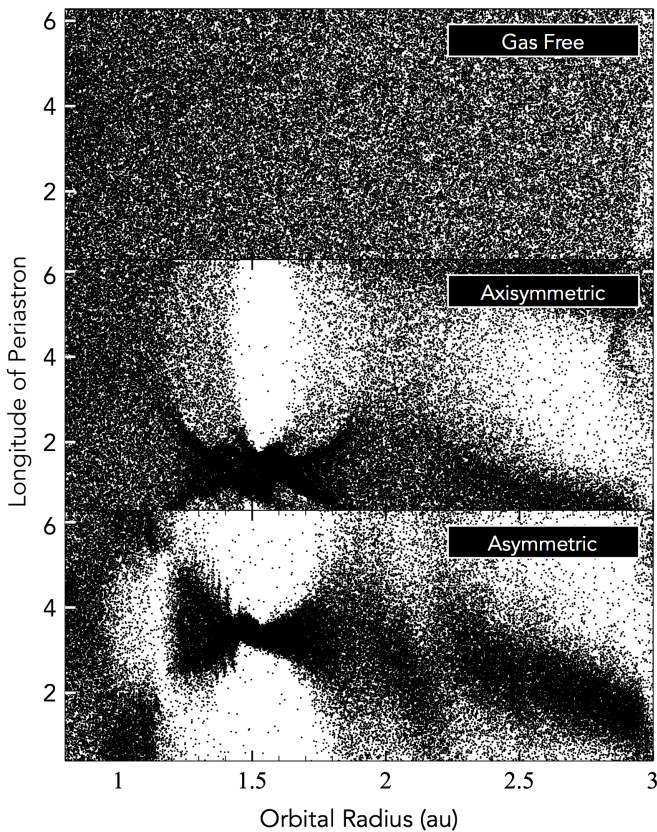 6
Gas Free
4
2
Longitude of Periastron
6
Axisymmetric
4
2
6
Asymmetric
4
2
1
1.5
2
2.5
3
Orbital Radius (au)